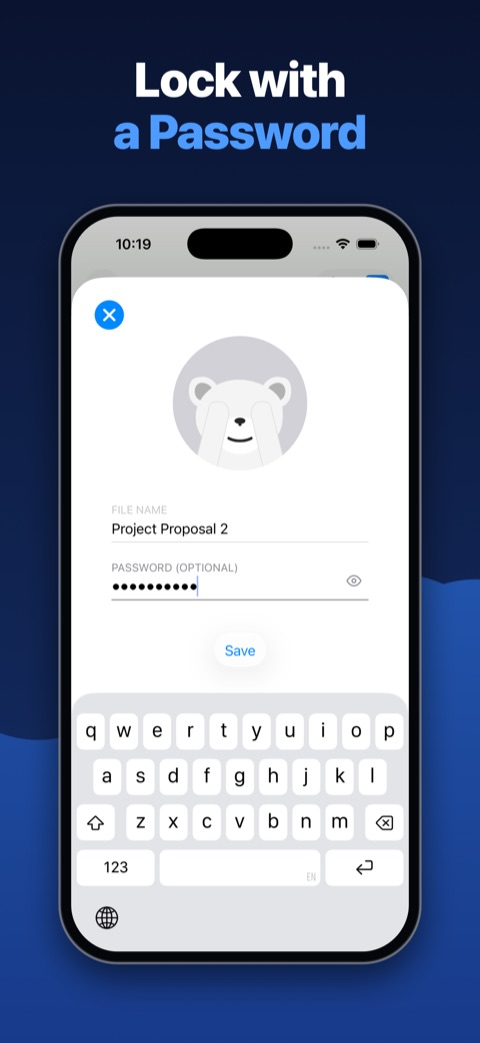 Lock with
a Password
10:19
FILE NAME
Project Proposal 2
PASSWORD (OPTIONAL)
••••••••••
Save
q w e r t y u i o p
a s d f g h j k l
z x c v b n m
123
EN